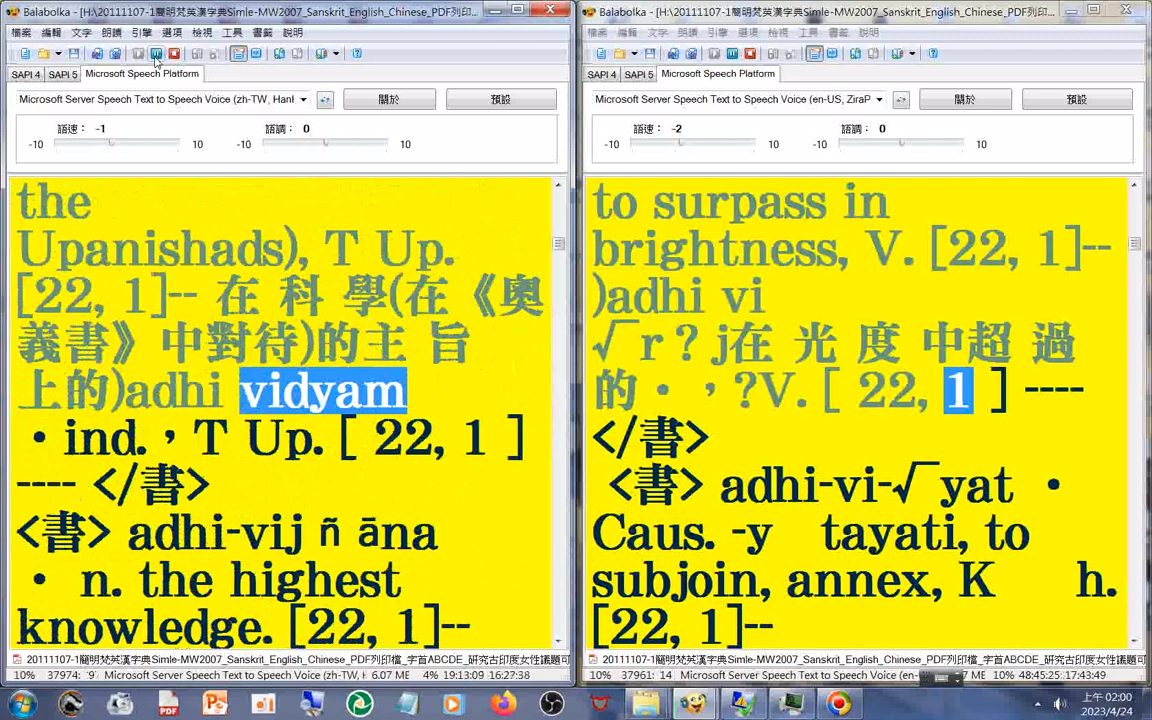 Balabolka - [H:\20111107-1簡明梵英漢字典Simle-MW2007_Sanskrit_English_Chinese_PDF列印...
檔案 編輯 文字 朗讀 引擎 選項 檢視 工具 書籤 說明
SAPI 4 SAPI 5 Microsoft Speech Platform
Microsoft Server Speech Text to Speech Voice (zh-TW, Hanl
關於 預設
語速： -1 語調： 0
-10 10 -10 10
the
Upanishads), T Up.
[22, 1]-- 在 科 學(在《奧
義書》中對待)的主 旨
上的)adhi vidyam
•ind.，T Up. [ 22, 1 ]
---- </書>
<書> adhi-vij ñ āna
• n. the highest
knowledge. [22, 1]--
20111107-1簡明梵英漢字典Simle-MW2007_Sanskrit_English_Chinese_PDF列印檔_字首ABCDE_研究古印度女性議題可
10% 37974: '9' Microsoft Server Speech Text to Speech Voice (zh-TW, H 6.07 ME 4% 19:13:09 16:27:38
Balabolka - [H:\20111107-1簡明梵英漢字典Simle-MW2007_Sanskrit_English_Chinese_PDF列印...
檔案 編輯 文字 朗讀 引擎 選項 檢視 工具 書籤 說明
SAPI 4 SAPI 5 Microsoft Speech Platform
Microsoft Server Speech Text to Speech Voice (en-US, ZiraP
關於 預設
語速： -2 語調： 0
-10 10 -10 10
to surpass in
brightness, V. [22, 1]--
)adhi vi
√ r ? j在 光 度 中超 過
的•，?V. [ 22, 1 ] ----
</書>
<書> adhi-vi-√ yat •
Caus. -y tayati, to
subjoin, annex, K h.
[22, 1]--
20111107-1簡明梵英漢字典Simle-MW2007_Sanskrit_English_Chinese_PDF列印檔_字首ABCDE_研究古印度女性議題可
10% 37961: 14 Microsoft Server Speech Text to Speech Voice ME 10% 48:45:25 17:43:49
上午 02:00
2023/4/24